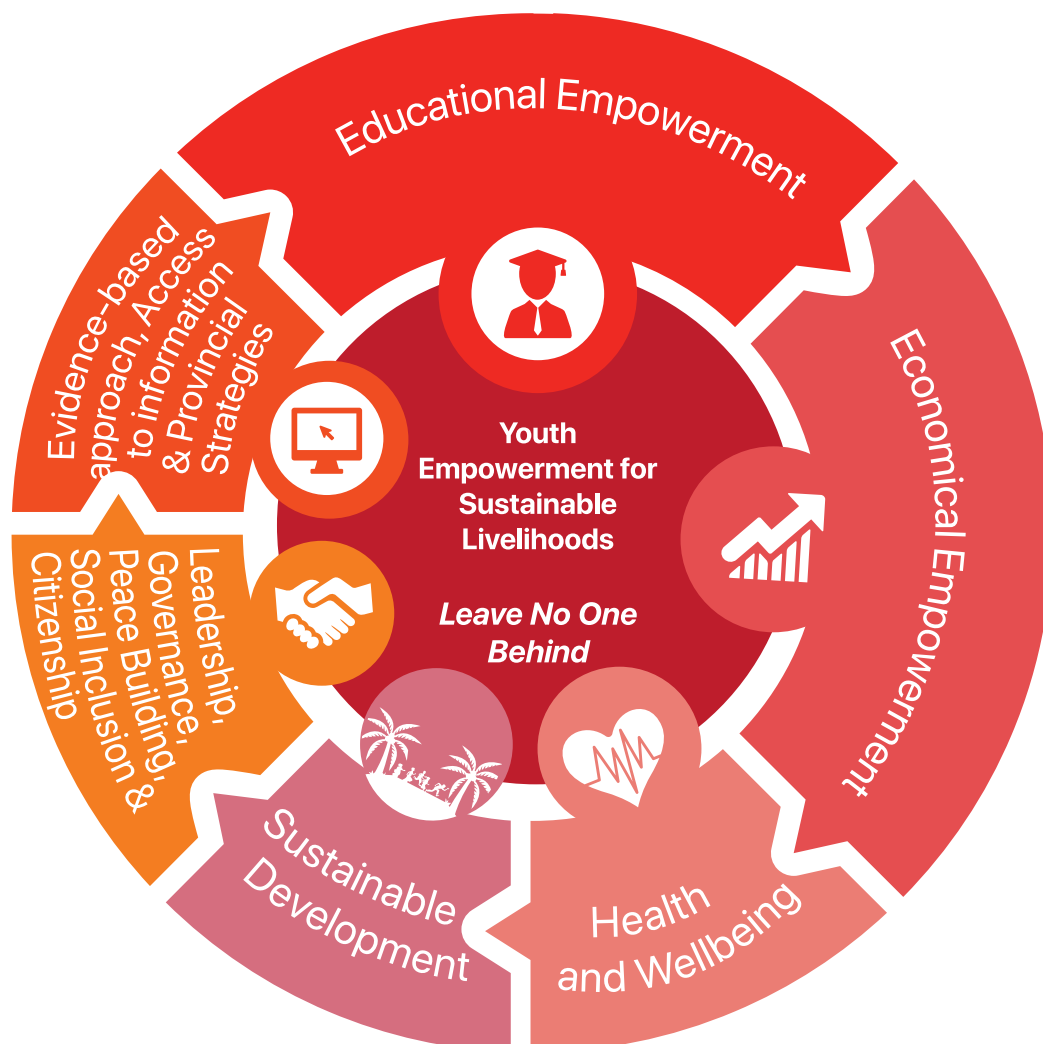 Educational Empowerment
Economical Empowerment
Health
and Wellbeing
Sustainable
Development
Leadership,
Governance,
Peace Building,
Social Inclusion &
Citizenship
Evidence-based
approach, Access
to information
& Provincial
Strategies
Youth
Empowerment for
Sustainable
Livelihoods
Leave No One
Behind